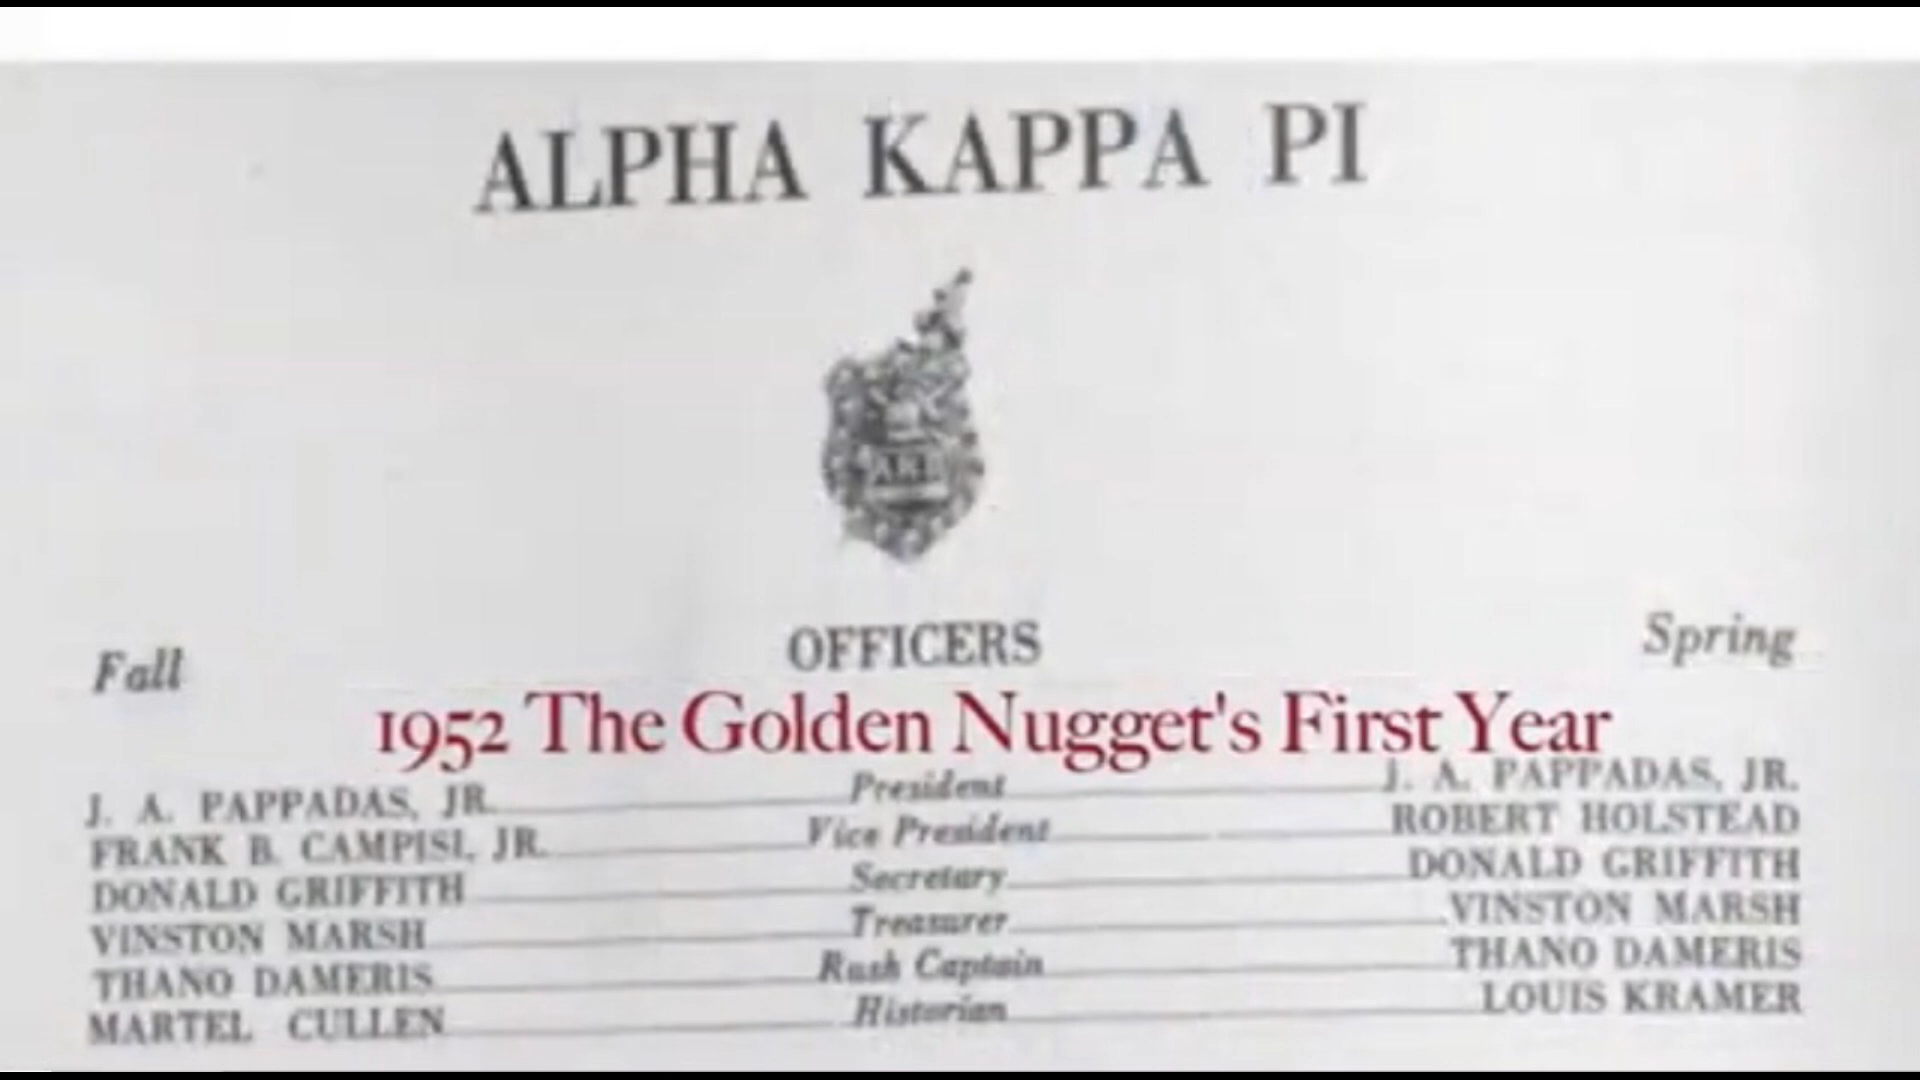 ALPHA KAPPA PI
OFFICERS
Fall Spring
1952 The Golden Nugget's First Year
J. A. PAPPADAS, JR. President J. A. PAPPADAS, JR.
FRANK B. CAMPISI, JR. Vice President ROBERT HOLSTEAD
DONALD GRIFFITH Secretary DONALD GRIFFITH
VINSTON MARSH Treasurer VINSTON MARSH
THANO DAMERIS Rush Captain THANO DAMERIS
MARTEL CULLEN Historian LOUIS KRAMER